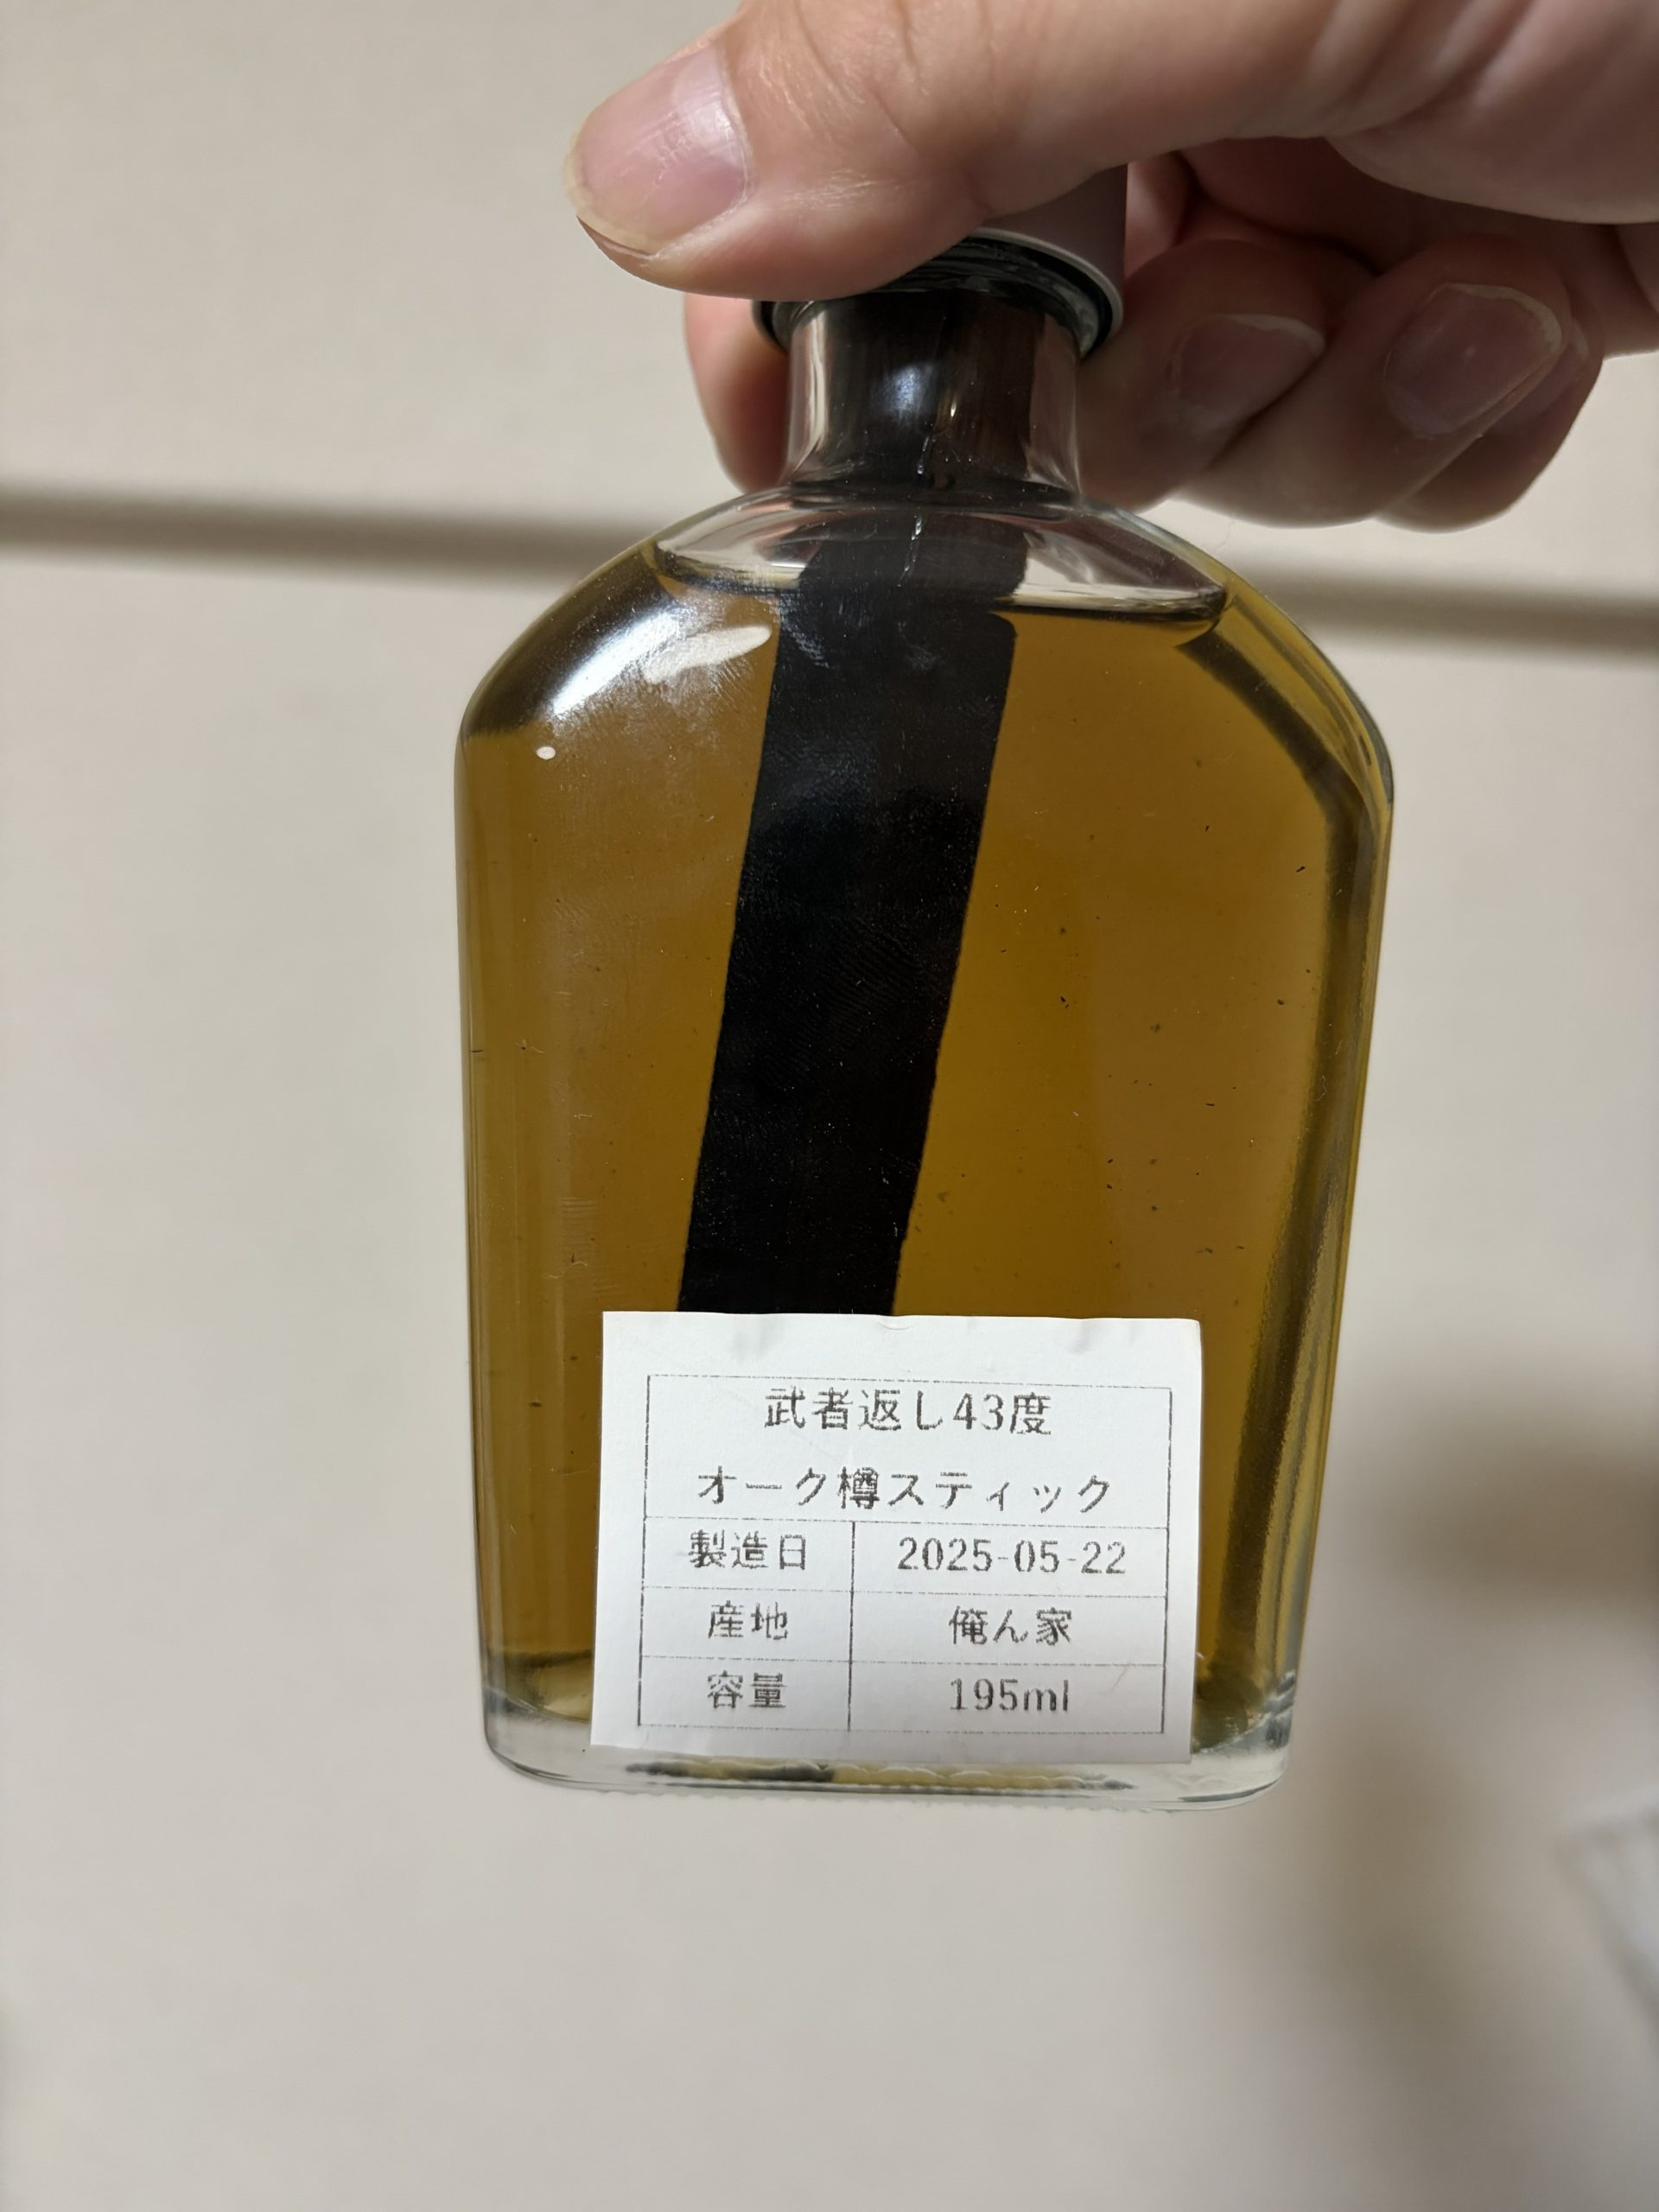 武者返し43度
オーク樽スティック
製造日 2025-05-22
産地 俺ん家
容量 195ml